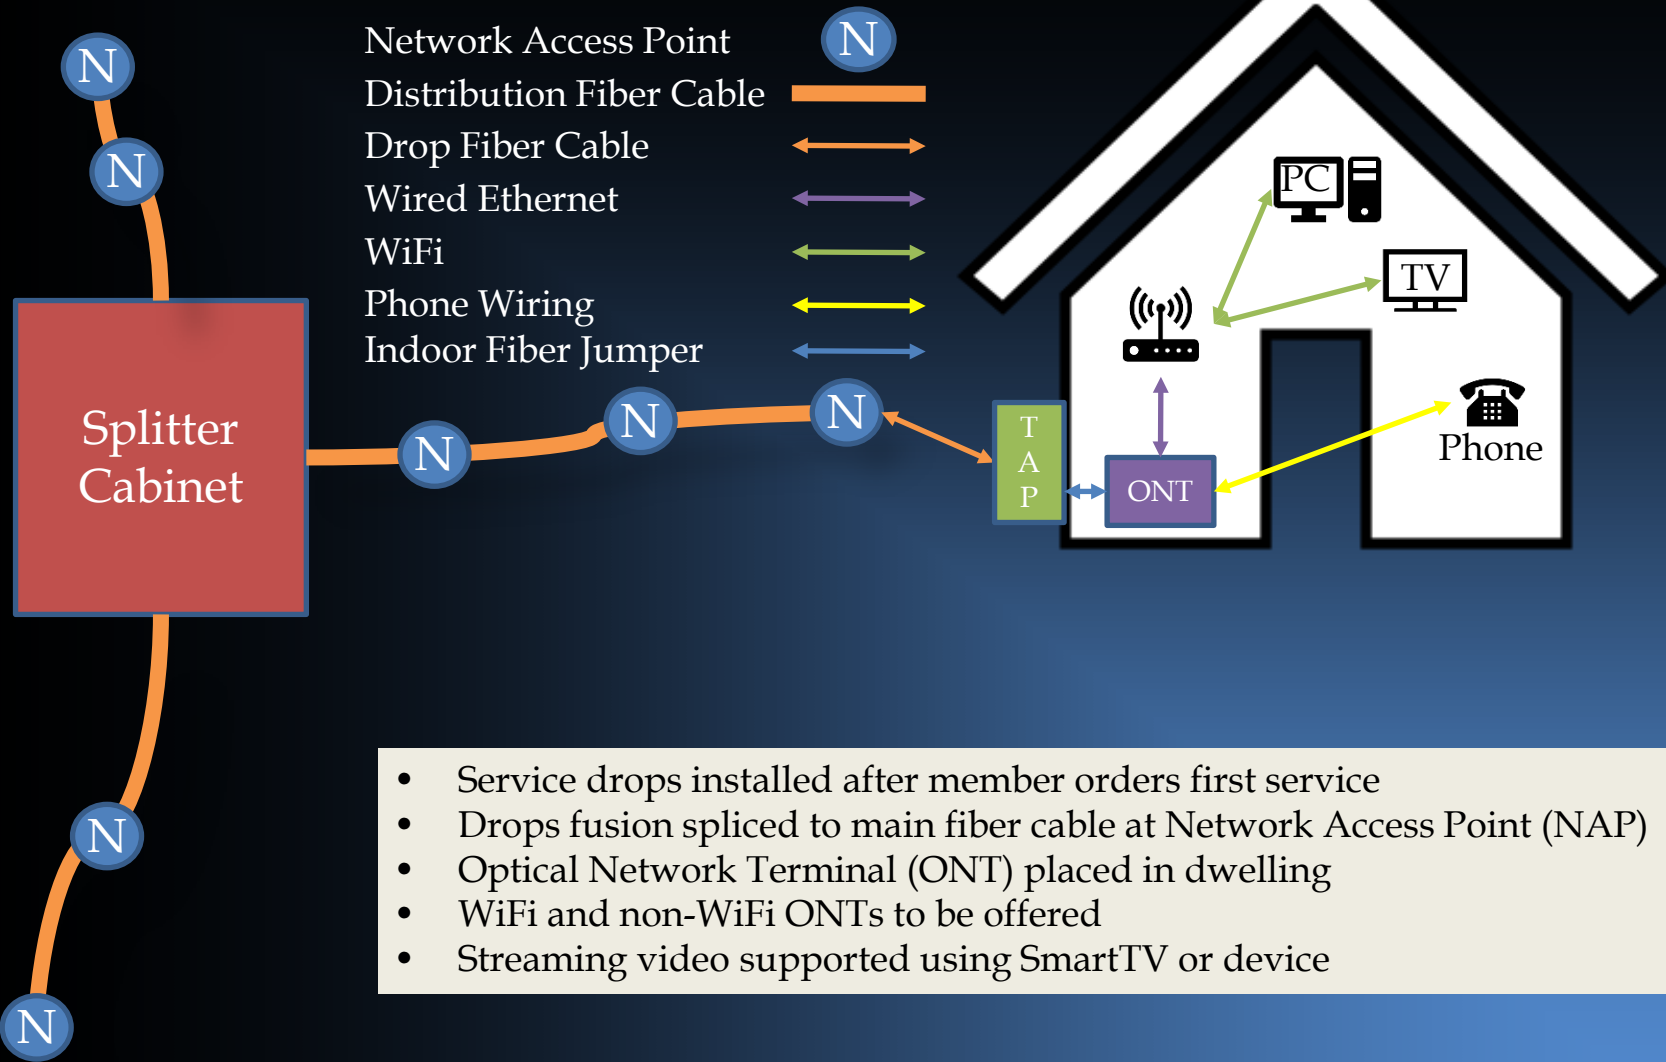 N
Network Access Point
N
Distribution Fiber Cable
N
Drop Fiber Cable
Wired Ethernet
WiFi
Phone Wiring
Indoor Fiber Jumper
PC
TV
Phone
Splitter
Cabinet
N
N
N
T
A
P
ONT
• Service drops installed after member orders first service
• Drops fusion spliced to main fiber cable at Network Access Point (NAP)
• Optical Network Terminal (ONT) placed in dwelling
• WiFi and non-WiFi ONTs to be offered
• Streaming video supported using SmartTV or device
N
N